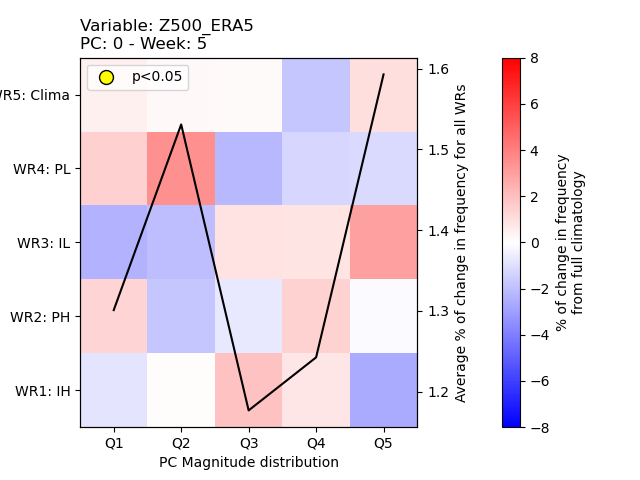 Variable: Z500_ERA5
PC: 0 - Week: 5
p<0.05
WR5: Clima
WR4: PL
WR3: IL
WR2: PH
WR1: IH
Q1 Q2 Q3 Q4 Q5
PC Magnitude distribution
1.6
1.5
1.4
1.3
1.2
Average % of change in frequency for all WRs
8
6
4
2
0
−2
−4
−6
−8
% of change in frequency
from full climatology